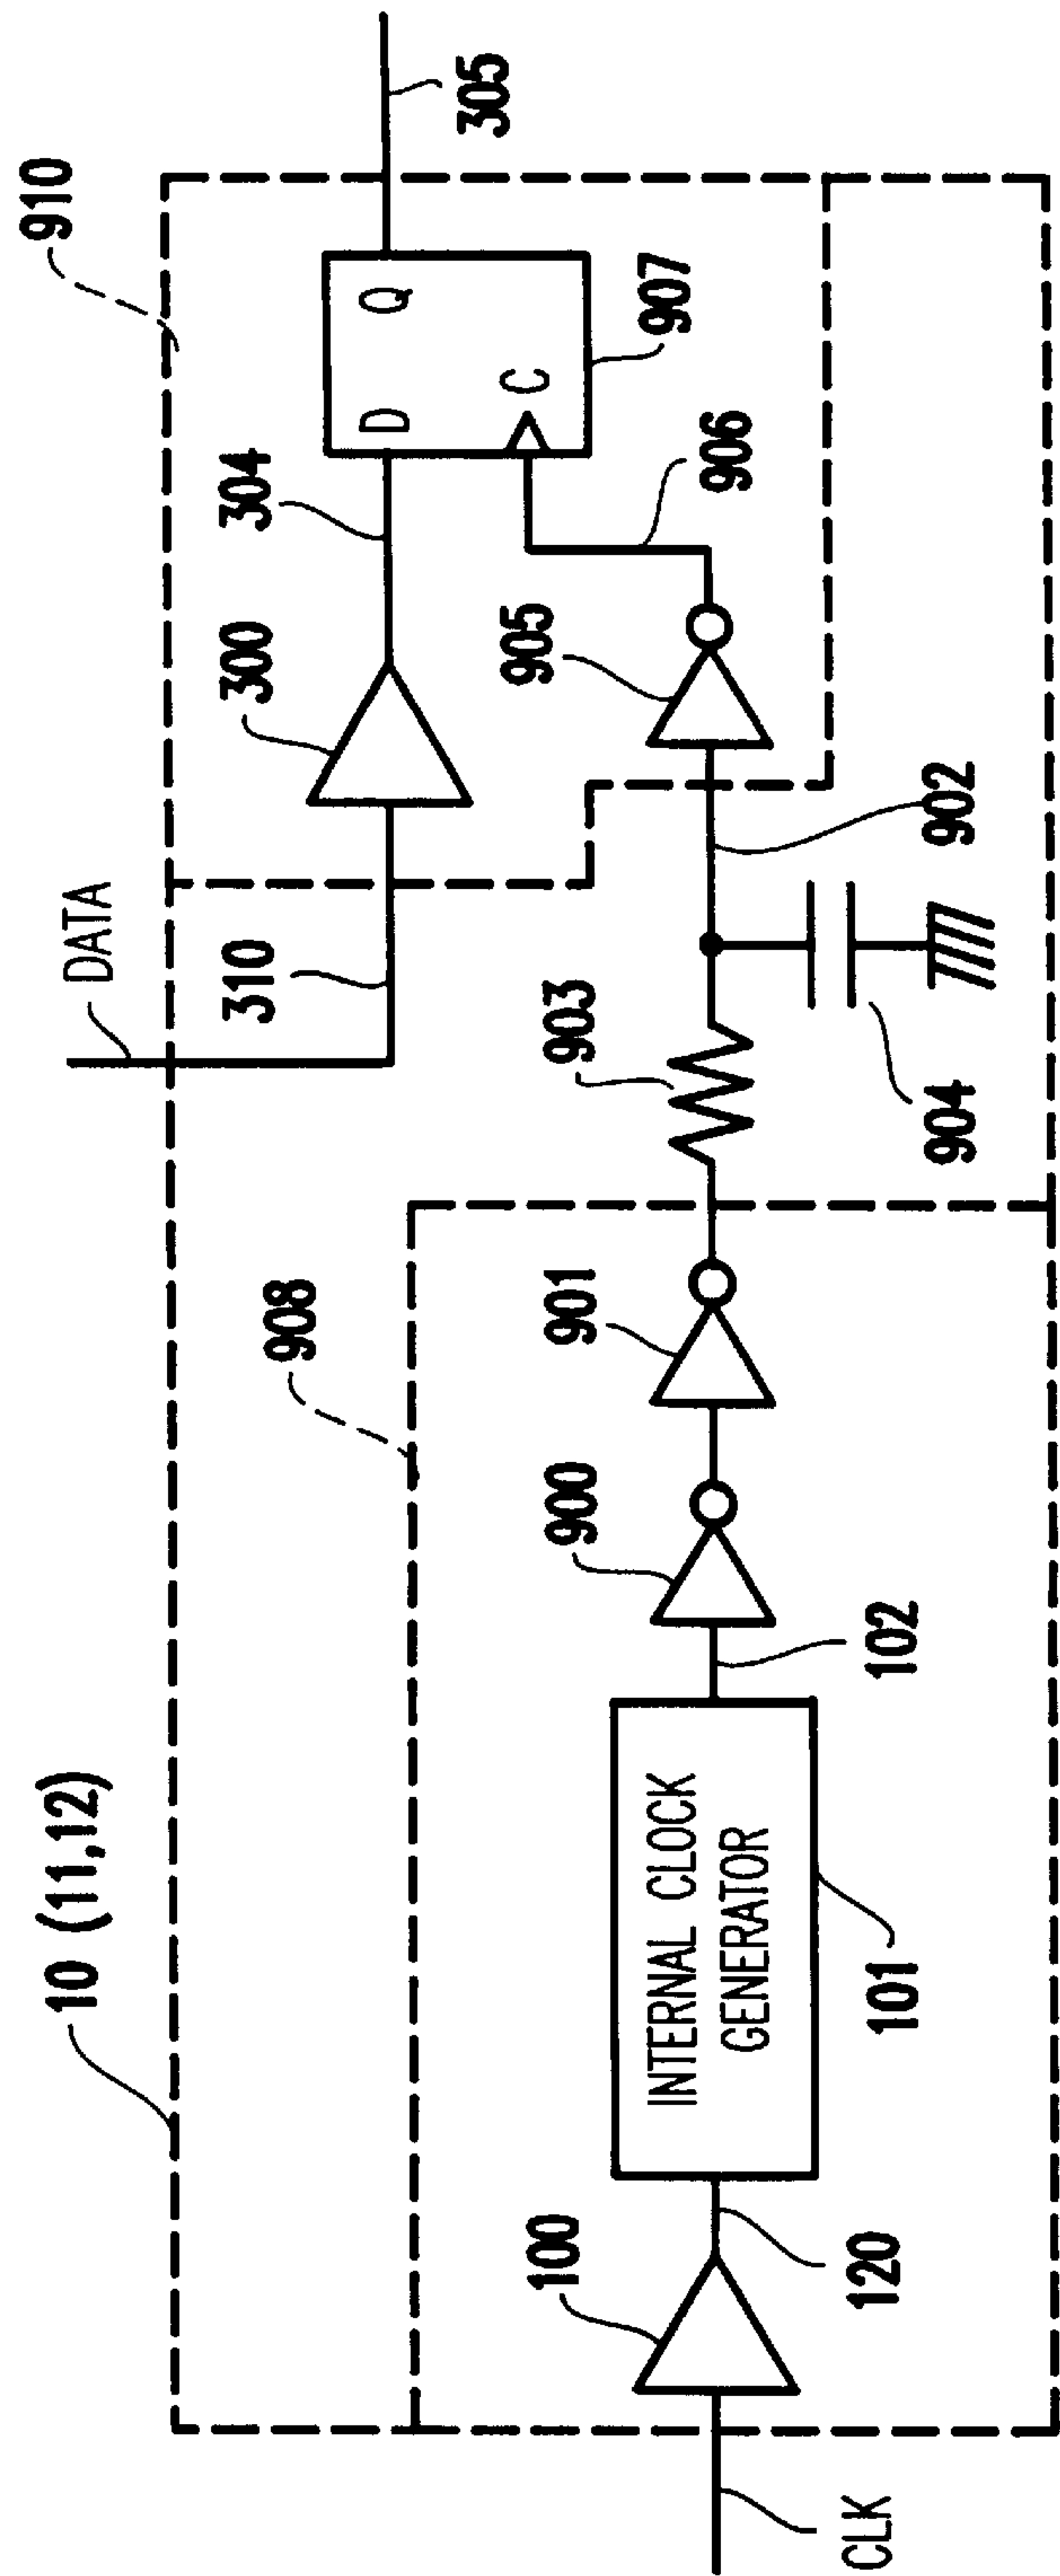 10 (11,12)
910
DATA
305
310
300
304
D
Q
C
907
908
905
906
903
900
901
902
904
100
INTERNAL CLOCK
GENERATOR
102
120
101
CLK